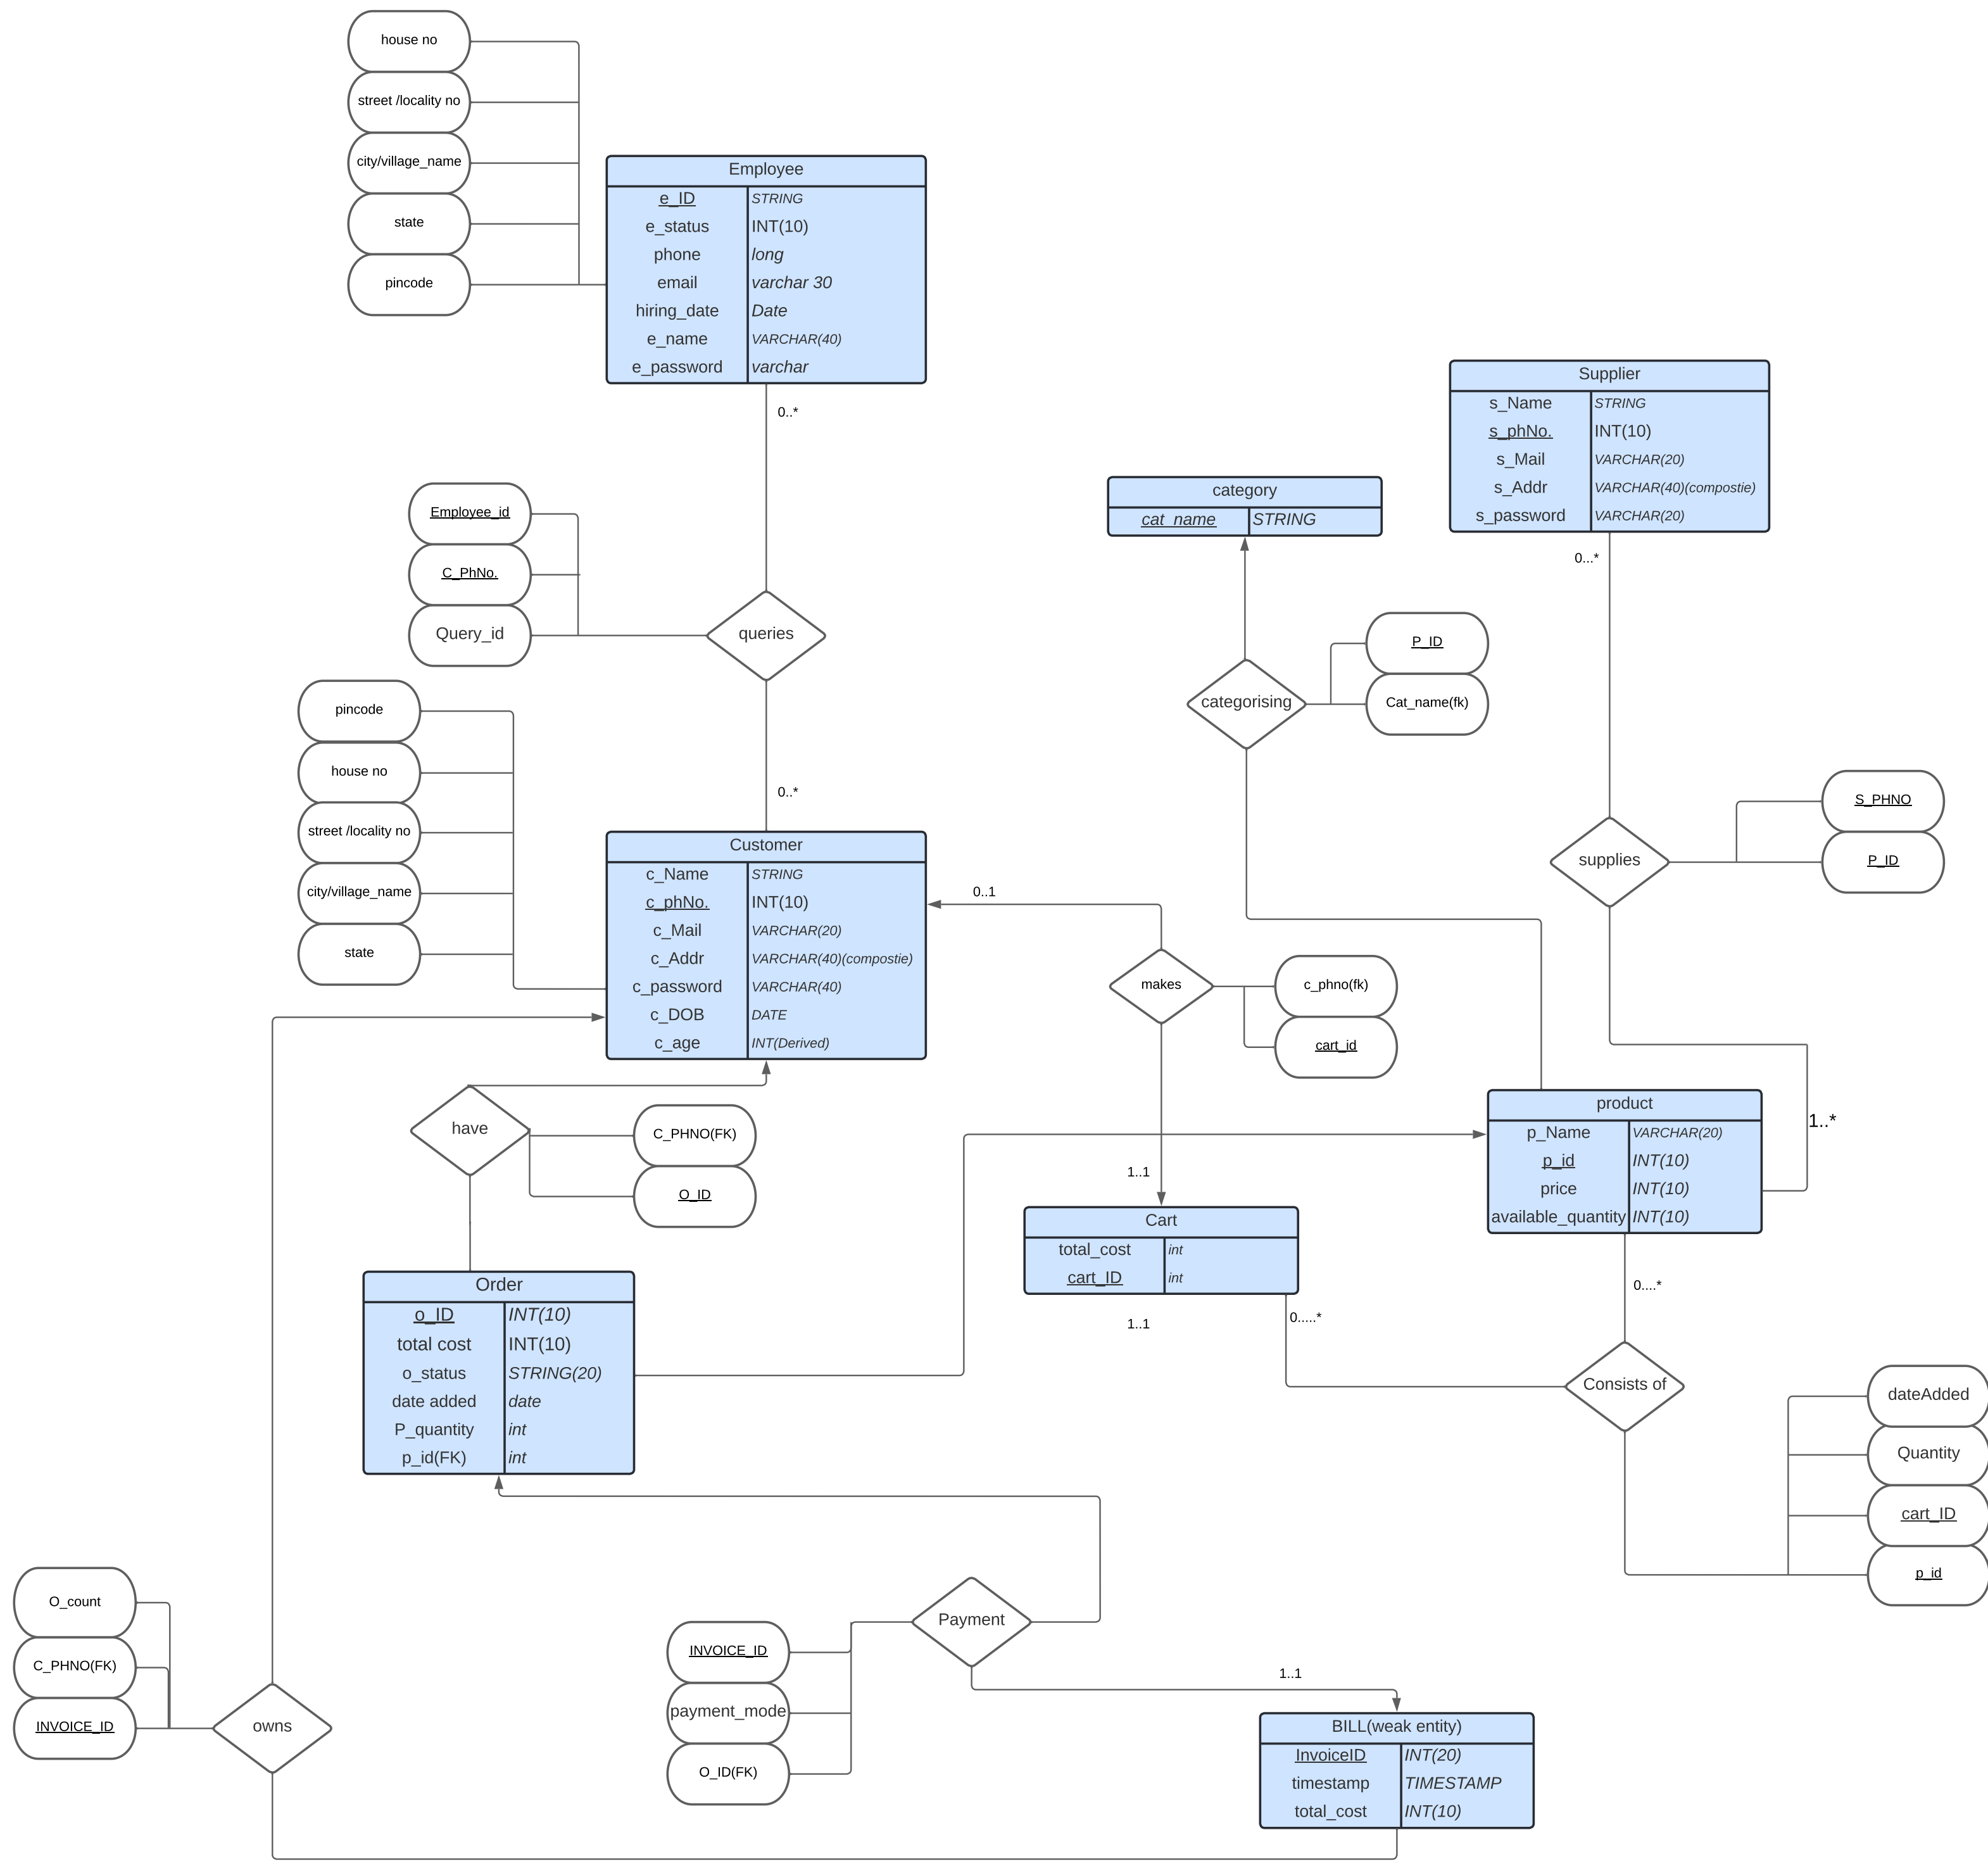 house no
street /locality no
city/village_name
state
pincode
Employee
e_ID STRING
e_status INT(10)
phone long
email varchar 30
hiring_date Date
e_name VARCHAR(40)
e_password varchar
0..*
Supplier
s_Name STRING
s_phNo. INT(10)
s_Mail VARCHAR(20)
s_Addr VARCHAR(40)(compostie)
s_password VARCHAR(20)
0...*
category
cat_name STRING
Employee_id
C_PhNo.
Query_id
queries
0..*
categorising
P_ID
Cat_name(fk)
supplies
S_PHNO
P_ID
pincode
house no
street /locality no
city/village_name
state
Customer
c_Name STRING
c_phNo. INT(10)
c_Mail VARCHAR(20)
c_Addr VARCHAR(40)(compostie)
c_password VARCHAR(40)
c_DOB DATE
c_age INT(Derived)
0..1
makes
c_phno(fk)
cart_id
1..1
have
C_PHNO(FK)
O_ID
product
p_Name VARCHAR(20)
p_id INT(10)
price INT(10)
available_quantity INT(10)
1..*
0....*
Cart
total_cost int
cart_ID int
1..1
0.....*
Order
o_ID INT(10)
total cost INT(10)
o_status STRING(20)
date added date
P_quantity int
p_id(FK) int
Consists of
dateAdded
Quantity
cart_ID
p_id
O_count
C_PHNO(FK)
INVOICE_ID
owns
Payment
INVOICE_ID
payment_mode
O_ID(FK)
1..1
BILL(weak entity)
InvoiceID INT(20)
timestamp TIMESTAMP
total_cost INT(10)